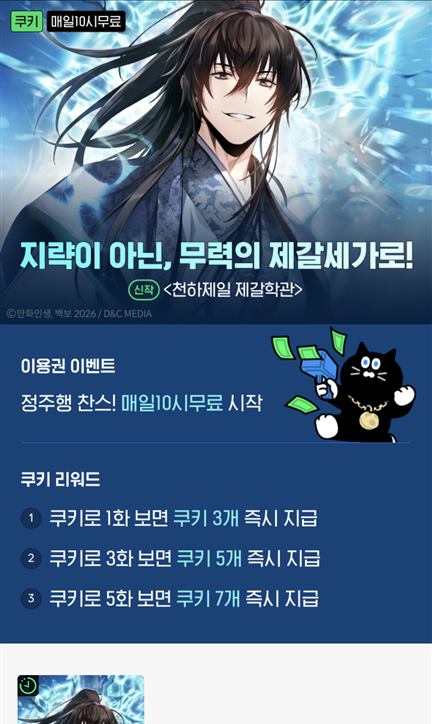 쿠키 매일10시무료
지략이 아닌, 무력의 제갈세가로!
신작 <천하제일 제갈학관>
©만화인생, 백보 2026 / D&C MEDIA
이용권 이벤트
정주행 찬스! 매일10시무료 시작
쿠키 리워드
1 쿠키로 1화 보면 쿠키 3개 즉시 지급
2 쿠키로 3화 보면 쿠키 5개 즉시 지급
3 쿠키로 5화 보면 쿠키 7개 즉시 지급